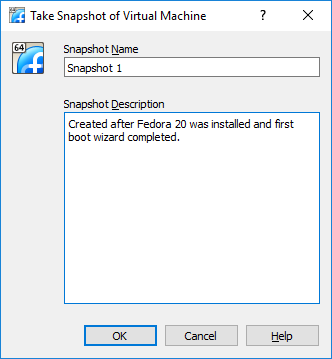 Take Snapshot of Virtual Machine
64
Snapshot Name
Snapshot 1
Snapshot Description
Created after Fedora 20 was installed and first
boot wizard completed.
OK
Cancel
Help